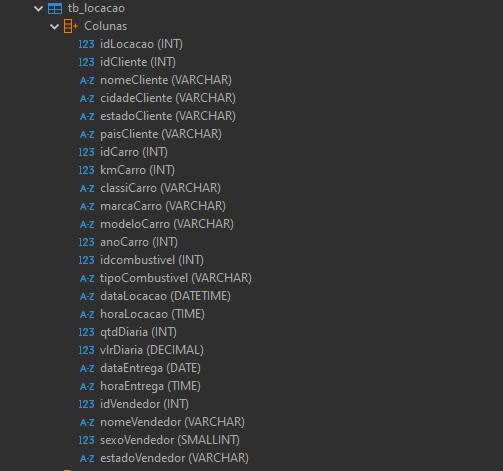 tb_locacao
Colunas
123 idLocacao (INT)
123 idCliente (INT)
A-Z nomeCliente (VARCHAR)
A-Z cidadeCliente (VARCHAR)
A-Z estadoCliente (VARCHAR)
A-Z paisCliente (VARCHAR)
123 idCarro (INT)
123 kmCarro (INT)
A-Z classiCarro (VARCHAR)
A-Z marcaCarro (VARCHAR)
A-Z modeloCarro (VARCHAR)
123 anoCarro (INT)
123 idcombustivel (INT)
A-Z tipoCombustivel (VARCHAR)
A-Z dataLocacao (DATETIME)
A-Z horaLocacao (TIME)
123 qtdDiaria (INT)
123 vlrDiaria (DECIMAL)
A-Z dataEntrega (DATE)
A-Z horaEntrega (TIME)
123 idVendedor (INT)
A-Z nomeVendedor (VARCHAR)
123 sexoVendedor (SMALLINT)
A-Z estadoVendedor (VARCHAR)